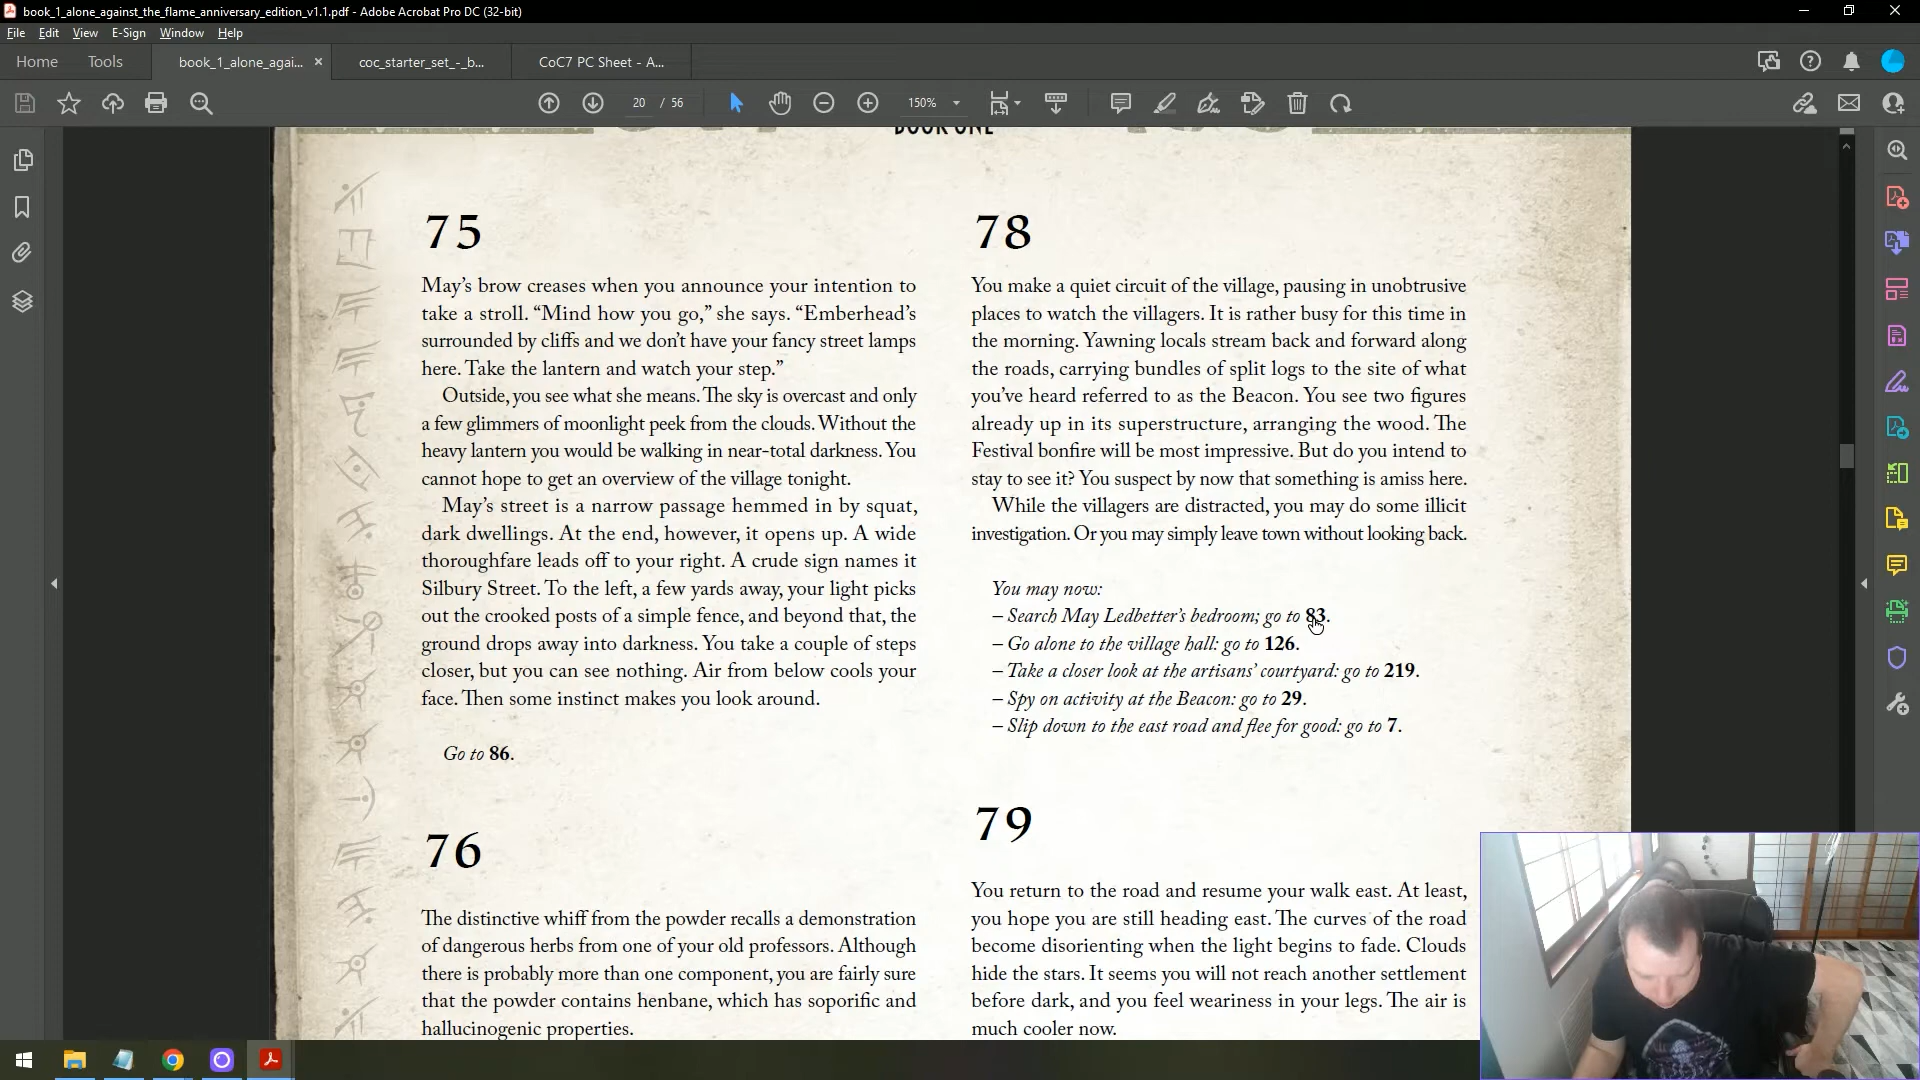 book_1_alone_against_the_flame_anniversary_edition_v1.1.pdf - Adobe Acrobat Pro DC (32-bit)
File Edit View E-Sign Window Help
Home Tools book_1_alone_agai... × coc_starter_set_-_b... CoC7 PC Sheet - A...
20 / 56 150%
BOOK ONE
75
May's brow creases when you announce your intention to
take a stroll. “Mind how you go,” she says. “Emberhead's
surrounded by cliffs and we don't have your fancy street lamps
here. Take the lantern and watch your step.”
Outside, you see what she means. The sky is overcast and only
a few glimmers of moonlight peek from the clouds. Without the
heavy lantern you would be walking in near-total darkness. You
cannot hope to get an overview of the village tonight.
May's street is a narrow passage hemmed in by squat,
dark dwellings. At the end, however, it opens up. A wide
thoroughfare leads off to your right. A crude sign names it
Silbury Street. To the left, a few yards away, your light picks
out the crooked posts of a simple fence, and beyond that, the
ground drops away into darkness. You take a couple of steps
closer, but you can see nothing. Air from below cools your
face. Then some instinct makes you look around.
Go to 86.
76
The distinctive whiff from the powder recalls a demonstration
of dangerous herbs from one of your old professors. Although
there is probably more than one component, you are fairly sure
that the powder contains henbane, which has soporific and
hallucinogenic properties.
78
You make a quiet circuit of the village, pausing in unobtrusive
places to watch the villagers. It is rather busy for this time in
the morning. Yawning locals stream back and forward along
the roads, carrying bundles of split logs to the site of what
you've heard referred to as the Beacon. You see two figures
already up in its superstructure, arranging the wood. The
Festival bonfire will be most impressive. But do you intend to
stay to see it? You suspect by now that something is amiss here.
While the villagers are distracted, you may do some illicit
investigation. Or you may simply leave town without looking back.
You may now:
– Search May Ledbetter's bedroom; go to 83.
– Go alone to the village hall: go to 126.
– Take a closer look at the artisans' courtyard: go to 219.
– Spy on activity at the Beacon: go to 29.
– Slip down to the east road and flee for good: go to 7.
79
You return to the road and resume your walk east. At least,
you hope you are still heading east. The curves of the road
become disorienting when the light begins to fade. Clouds
hide the stars. It seems you will not reach another settlement
before dark, and you feel weariness in your legs. The air is
much cooler now.